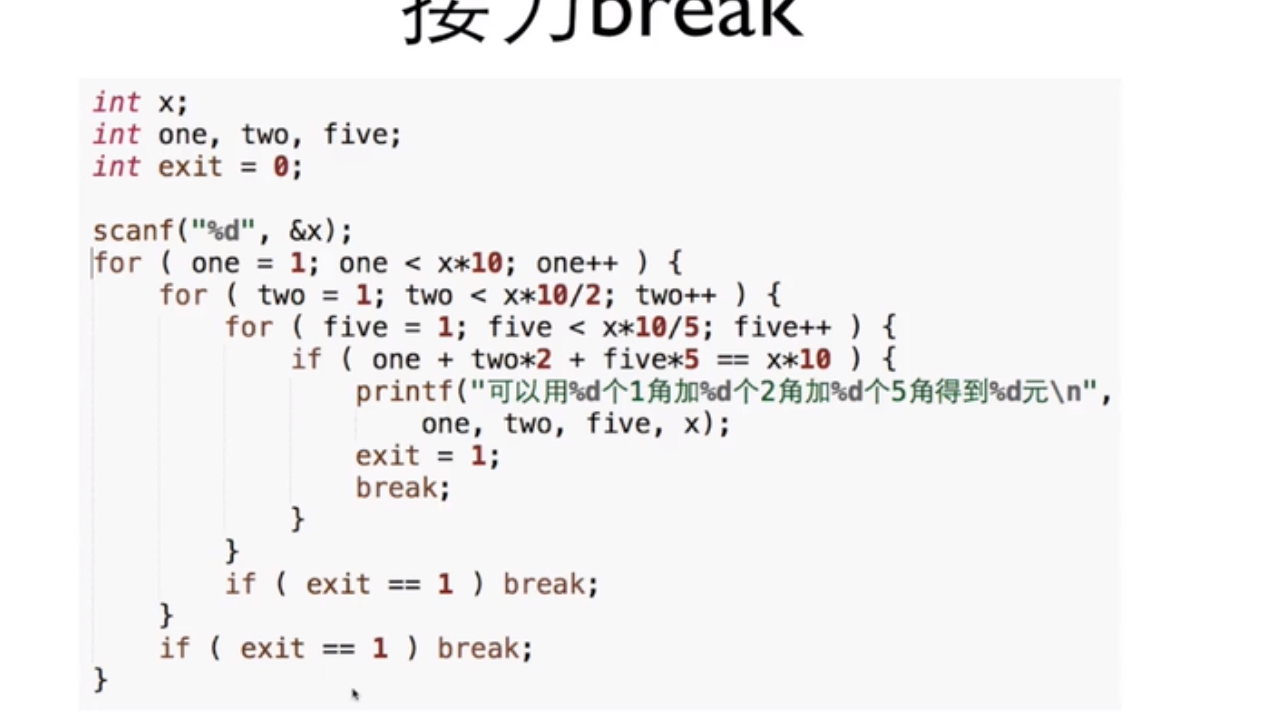 接力break
int x;
int one, two, five;
int exit = 0;
scanf("%d", &x);
for ( one = 1; one < x*10; one++ ) {
for ( two = 1; two < x*10/2; two++ ) {
for ( five = 1; five < x*10/5; five++ ) {
if ( one + two*2 + five*5 == x*10 ) {
printf("可以用%d个1角加%d个2角加%d个5角得到%d元\n",
one, two, five, x);
exit = 1;
break;
}
}
if ( exit == 1 ) break;
}
if ( exit == 1 ) break;
}